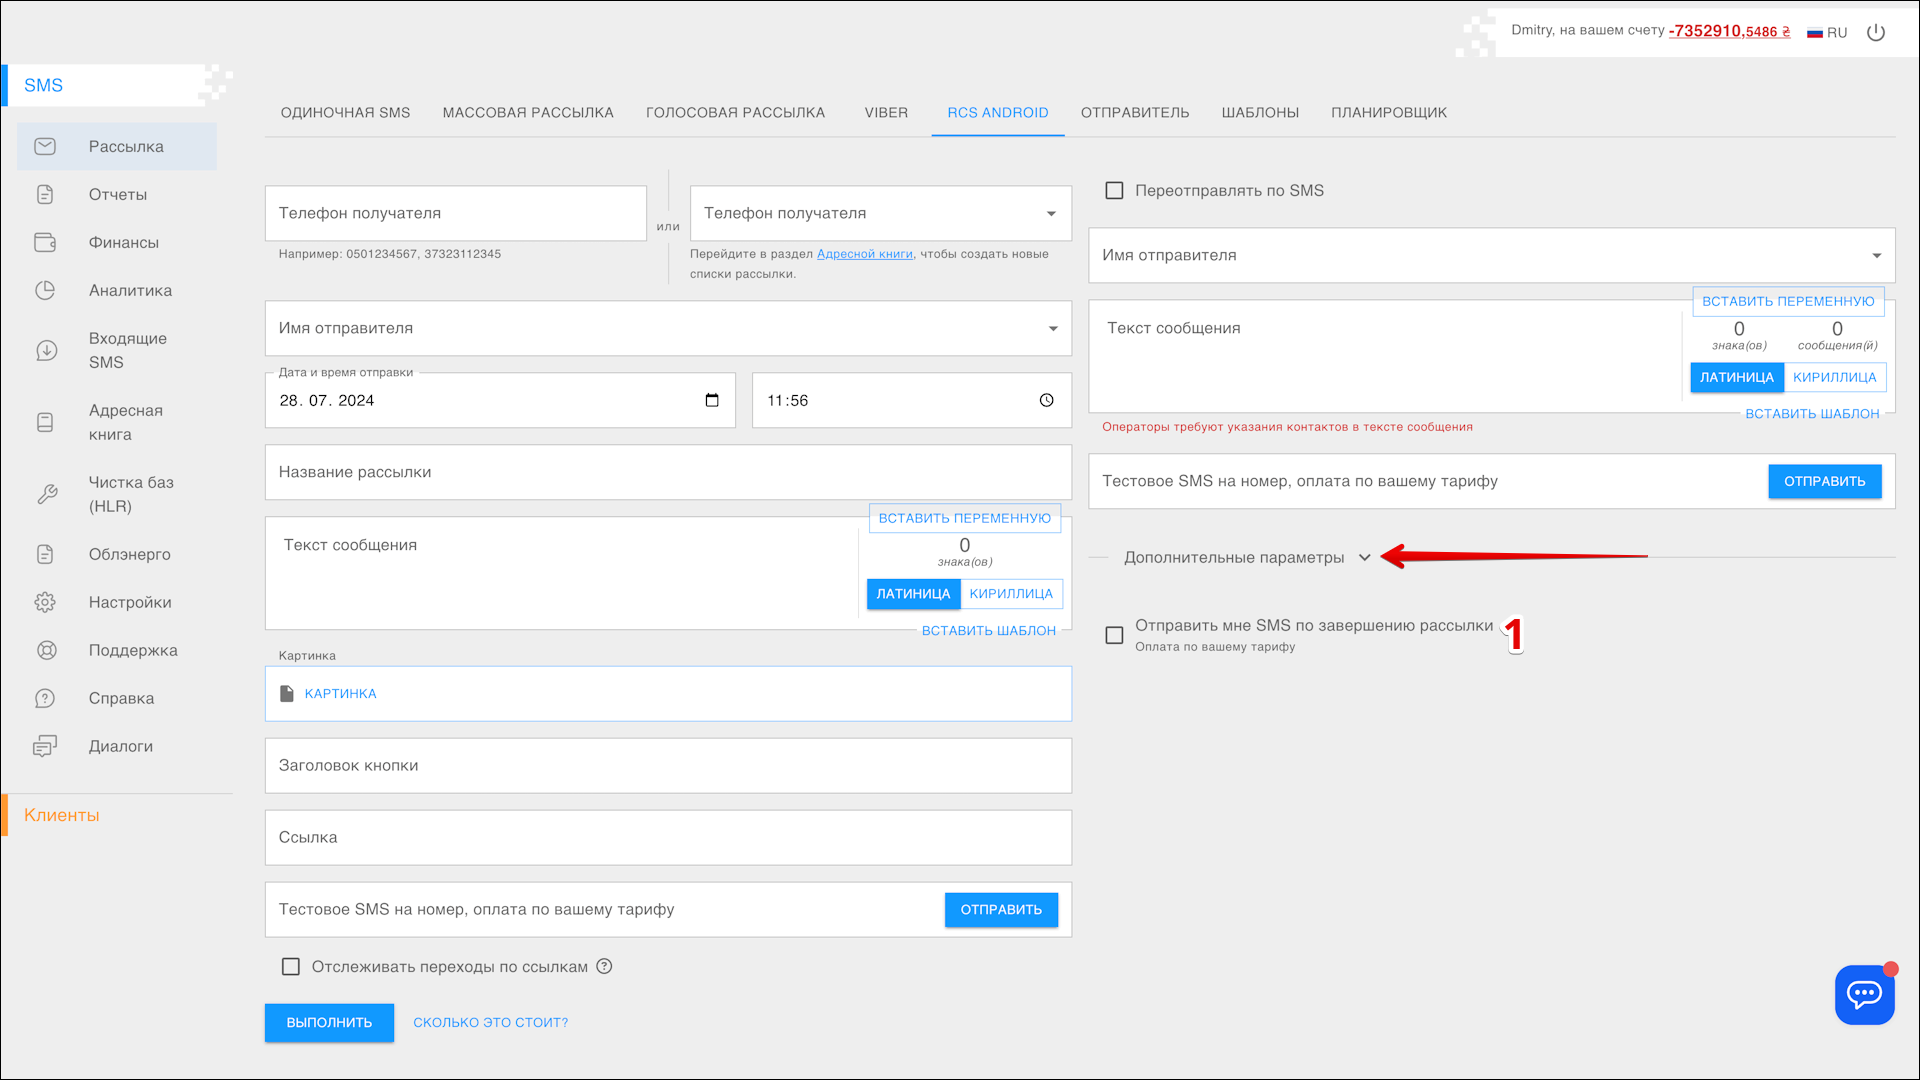 Dmitry, на вашем счету -7352910,5486 ₴ RU
SMS
Рассылка
Отчеты
Финансы
Аналитика
Входящие
SMS
Адресная
книга
Чистка баз
(HLR)
Облэнерго
Настройки
Поддержка
Справка
Диалоги
Клиенты
ОДИНОЧНАЯ SMS МАССОВАЯ РАССЫЛКА ГОЛОСОВАЯ РАССЫЛКА VIBER RCS ANDROID ОТПРАВИТЕЛЬ ШАБЛОНЫ ПЛАНИРОВЩИК
Телефон получателя
Например: 0501234567, 37323112345
или
Телефон получателя
Перейдите в раздел Адресной книги, чтобы создать новые
списки рассылки.
Имя отправителя
Дата и время отправки
28. 07. 2024
11:56
Название рассылки
ВСТАВИТЬ ПЕРЕМЕННУЮ
Текст сообщения
0
знака(ов)
ЛАТИНИЦА КИРИЛЛИЦА
ВСТАВИТЬ ШАБЛОН
Картинка
КАРТИНКА
Заголовок кнопки
Ссылка
Тестовое SMS на номер, оплата по вашему тарифу ОТПРАВИТЬ
Отслеживать переходы по ссылкам ?
ВЫПОЛНИТЬ СКОЛЬКО ЭТО СТОИТ?
Переотправлять по SMS
Имя отправителя
ВСТАВИТЬ ПЕРЕМЕННУЮ
Текст сообщения
0 0
знака(ов) сообщения(й)
ЛАТИНИЦА КИРИЛЛИЦА
ВСТАВИТЬ ШАБЛОН
Операторы требуют указания контактов в тексте сообщения
Тестовое SMS на номер, оплата по вашему тарифу ОТПРАВИТЬ
Дополнительные параметры
Отправить мне SMS по завершению рассылки 1
Оплата по вашему тарифу